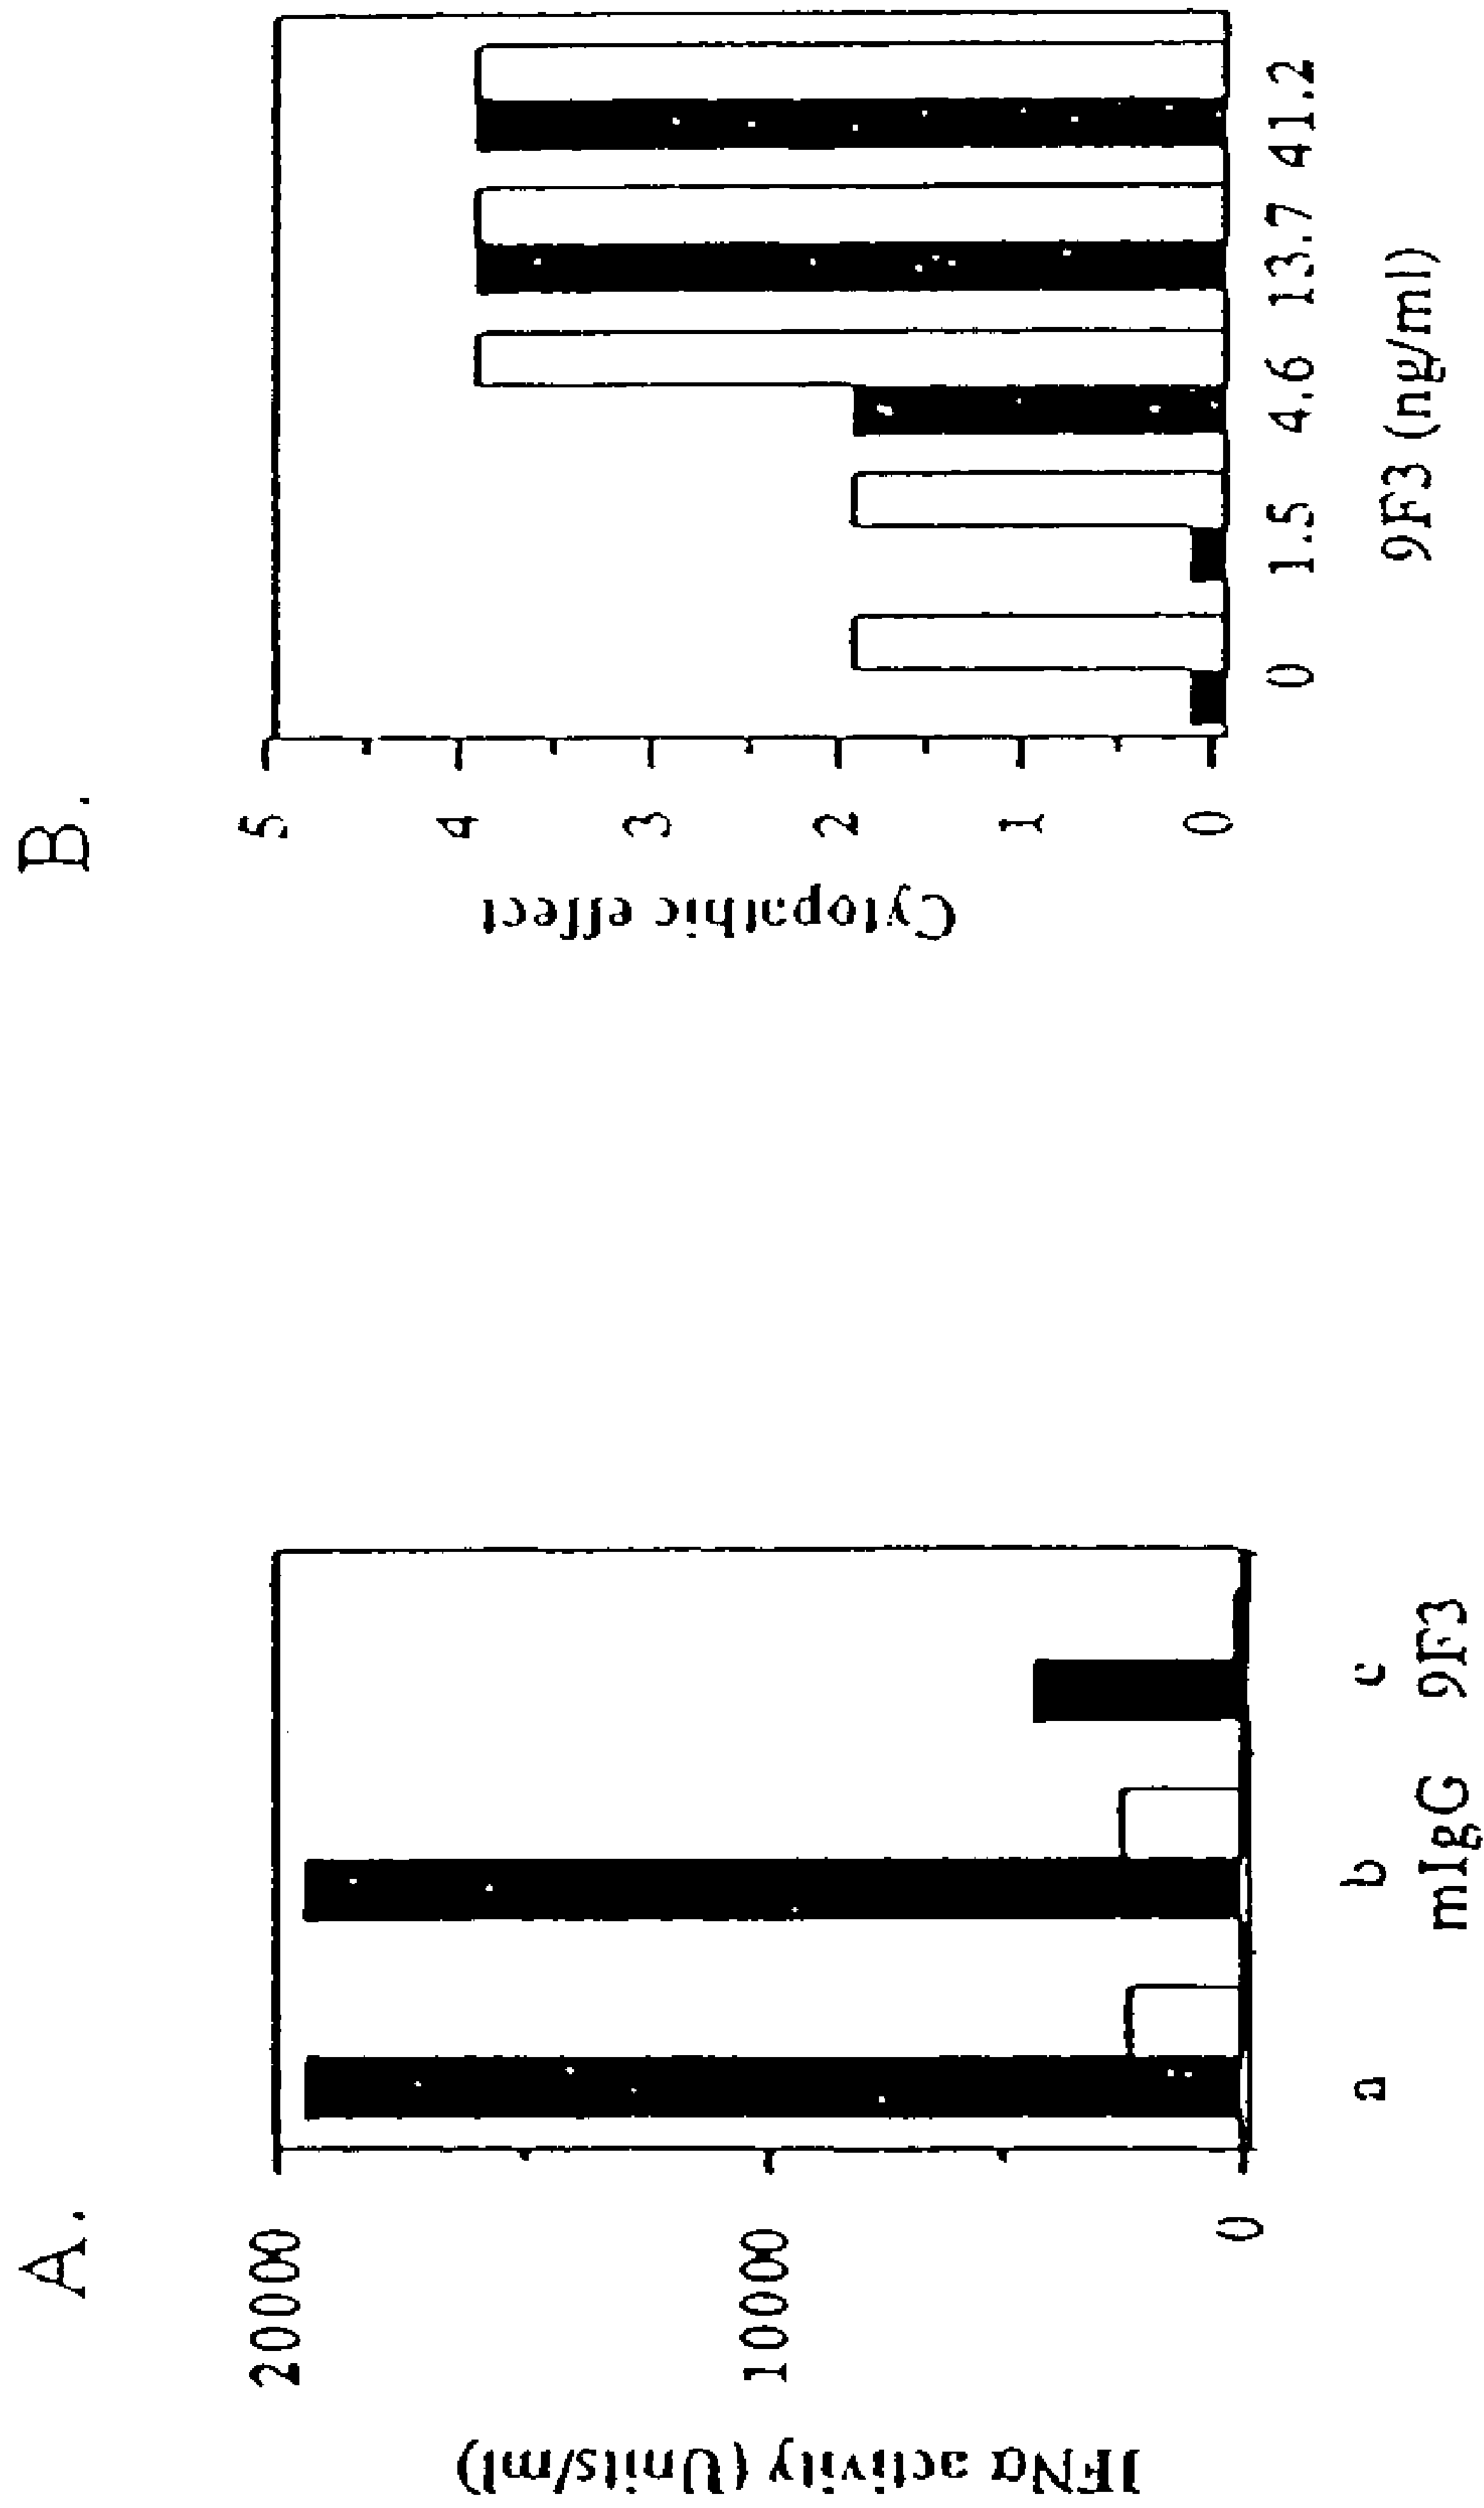 A.
IFNα activity (Units/ml)
20000
10000
0
a b c
mIgG 9F3
B.
Cytopathic effect
5
4
3
2
1
0
0 1.5 4.6 13.7 41.2
9F3 (ng/ml)